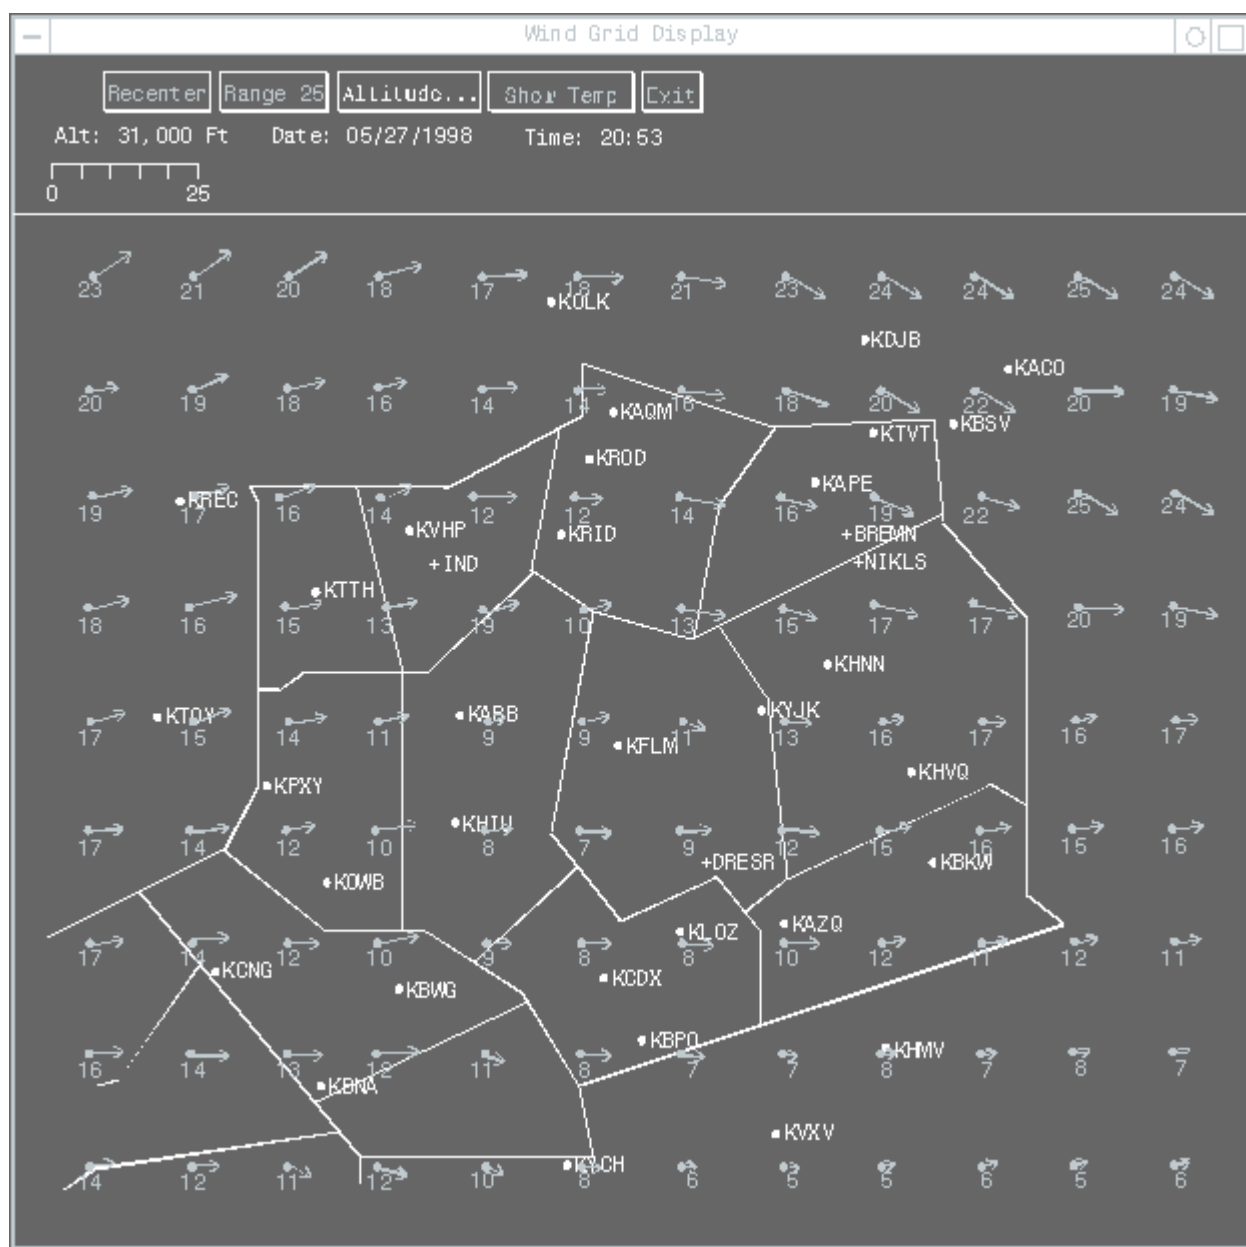 Wind Grid Display
Recenter Range 25 Altitude... Show Temp Exit
Alt: 31,000 Ft Date: 05/27/1998 Time: 20:53
0 25
23 21 20 18 17 18 21 23 24 24 25 24
KOLK
KDJB
KACO
20 19 18 16 14 14 16 18 20 22 20 19
KAQM
KTVT KBSV
KROD
KAPE
19 17 16 14 12 12 14 16 19 22 25 24
KREC
KVHP KRID +BREMN
+IND +NIKLS
KTTH
18 16 15 13 19 10 13 15 17 17 20 19
KHNN
KTOY KABB KYJK
17 15 14 11 9 9 11 13 16 17 16 17
KFLM
KPXY KHVQ
KHIU
17 14 12 10 8 7 9 12 15 16 15 16
+DRESR KBKW
KOWB
KLOZ KAZQ
17 14 12 10 9 8 8 10 12 11 12 11
KCNG KCDX
KBWG
KBPO KHMV
16 14 13 12 11 8 7 7 8 7 8 7
KBNA
KVXV
KYCH
14 12 11 12 10 8 6 5 5 6 5 6